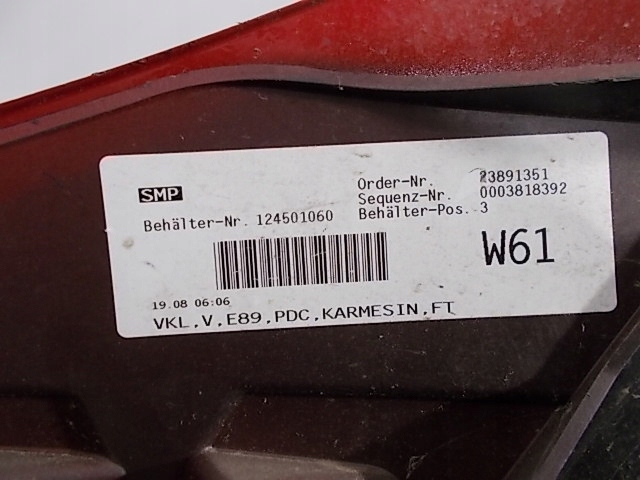 SMP
Order-Nr. 23891351
Sequenz-Nr. 0003818392
Behälter-Nr. 124501060 Behälter-Pos. 3
W61
19.08 06:06
VKL.V.E89.PDC.KARMESIN.FT